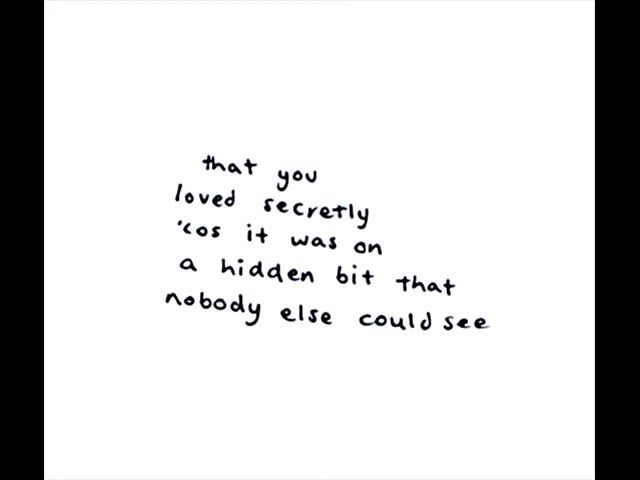 that you
loved secretly
'cos it was on
a hidden bit that
nobody else could see